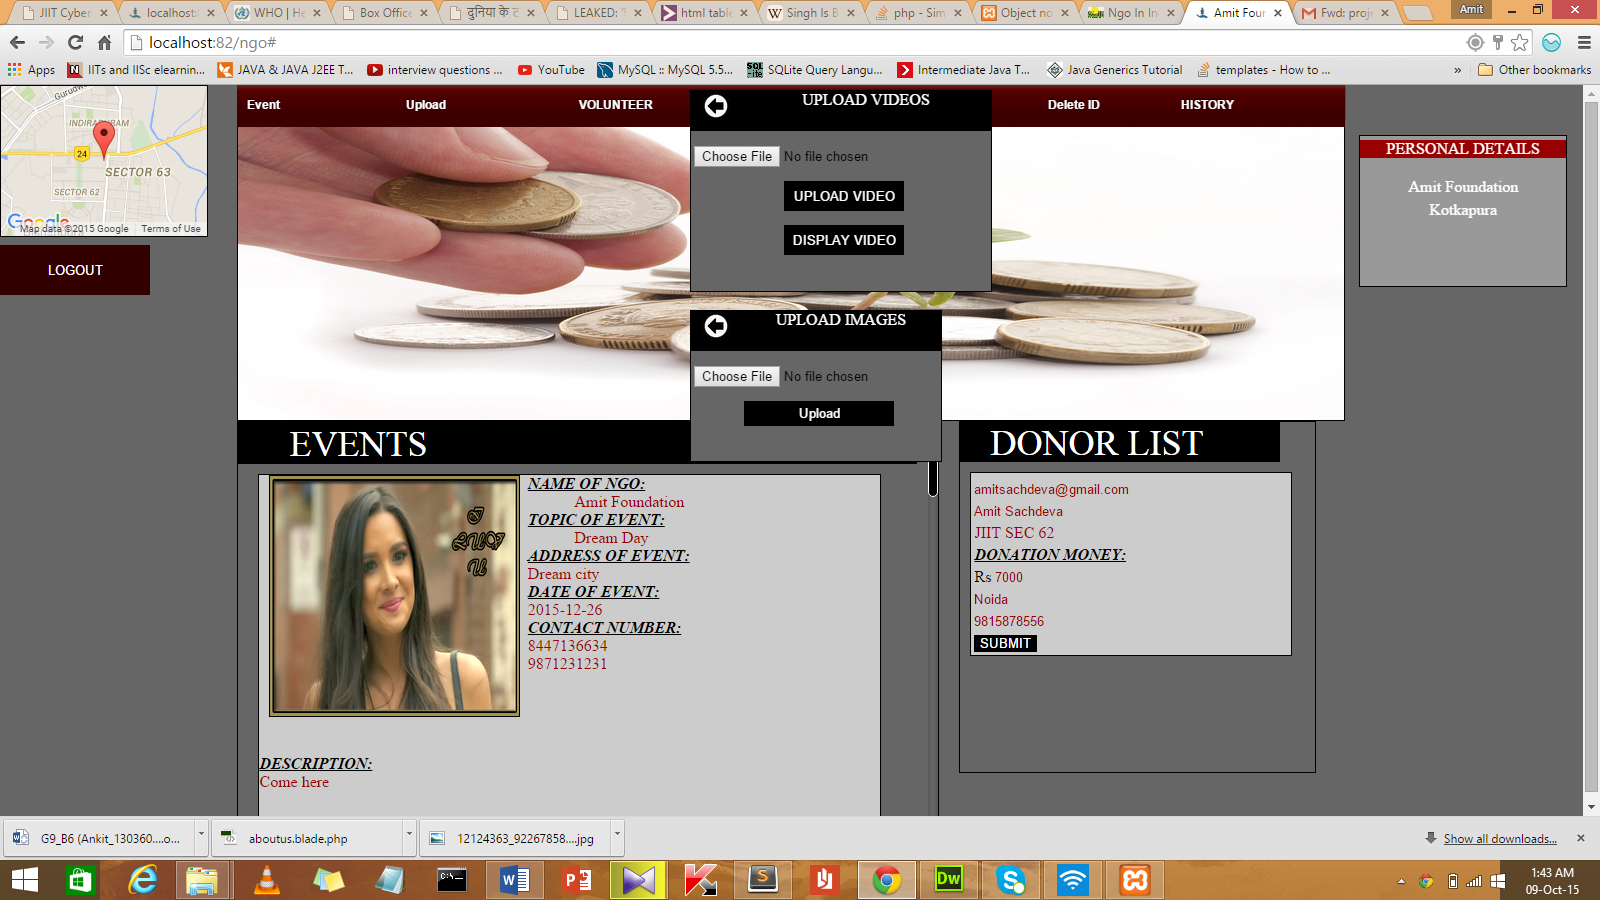 JIIT Cyber
localhost
WHO | He
Box Office
दुनिया के ट
LEAKED: '
html table
Singh Is B
php - Sim
Object no
Ngo In In
Amit Four
Fwd: proje
Amit
localhost:82/ngo#
Apps
IITs and IISc elearnin...
JAVA & JAVA J2EE T...
interview questions ...
YouTube
MySQL :: MySQL 5.5...
SQLite Query Langu...
Intermediate Java T...
Java Generics Tutorial
templates - How to ...
»
Other bookmarks
INDIRAPURAM
24
SECTOR 63
SECTOR 62
Google
Map data ©2015 Google
Terms of Use
LOGOUT
Event
Upload
VOLUNTEER
Delete ID
HISTORY
UPLOAD VIDEOS
Choose File No file chosen
UPLOAD VIDEO
DISPLAY VIDEO
UPLOAD IMAGES
Choose File No file chosen
Upload
PERSONAL DETAILS
Amit Foundation
Kotkapura
EVENTS
NAME OF NGO:
Amit Foundation
TOPIC OF EVENT:
Dream Day
ADDRESS OF EVENT:
Dream city
DATE OF EVENT:
2015-12-26
CONTACT NUMBER:
8447136634
9871231231
DESCRIPTION:
Come here
DONOR LIST
amitsachdeva@gmail.com
Amit Sachdeva
JIIT SEC 62
DONATION MONEY:
Rs 7000
Noida
9815878556
SUBMIT
G9_B6 (Ankit_130360....o...
aboutus.blade.php
12124363_92267858....jpg
Show all downloads...
1:43 AM
09-Oct-15